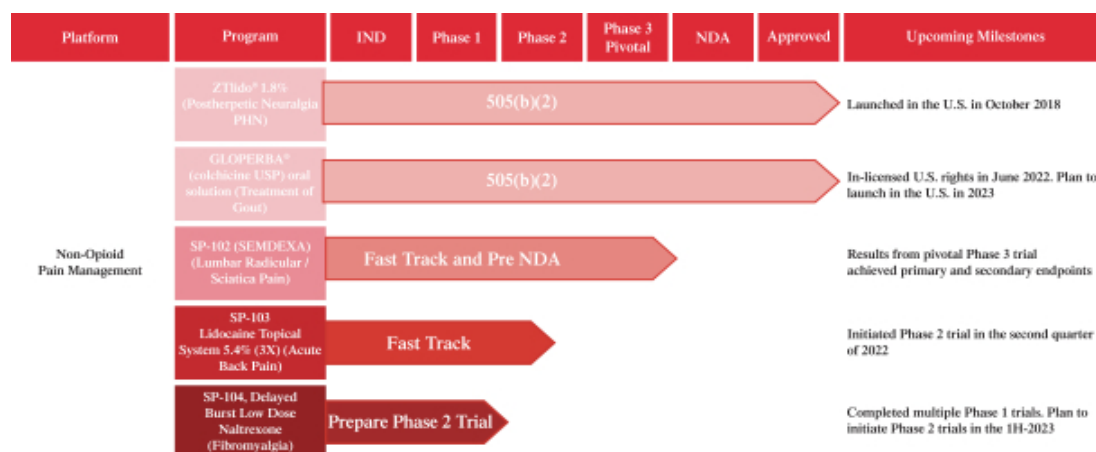 Platform
Program
IND
Phase 1
Phase 2
Phase 3
Pivotal
NDA
Approved
Upcoming Milestones
ZTlido® 1.8%
(Postherpetic Neuralgia
PHN)
505(b)(2)
Launched in the U.S. in October 2018
GLOPERBA®
(colchicine USP) oral
solution (Treatment of
Gout)
505(b)(2)
In-licensed U.S. rights in June 2022. Plan to
launch in the U.S. in 2023
Non-Opioid
Pain Management
SP-102 (SEMDEXA)
(Lumbar Radicular /
Sciatica Pain)
Fast Track and Pre NDA
Results from pivotal Phase 3 trial
achieved primary and secondary endpoints
SP-103
Lidocaine Topical
System 5.4% (3X) (Acute
Back Pain)
Fast Track
Initiated Phase 2 trial in the second quarter
of 2022
SP-104, Delayed
Burst Low Dose
Naltrexone
(Fibromyalgia)
Prepare Phase 2 Trial
Completed multiple Phase 1 trials. Plan to
initiate Phase 2 trials in the 1H-2023